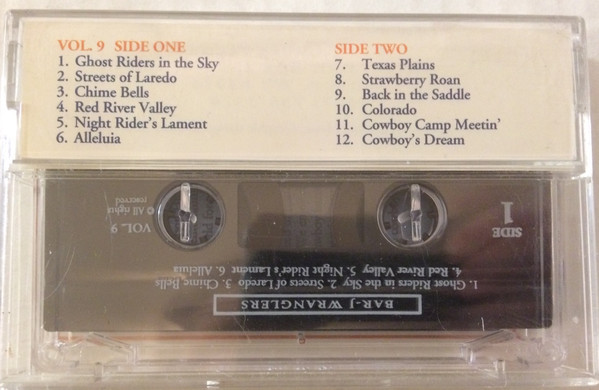 VOL. 9 SIDE ONE
1. Ghost Riders in the Sky
2. Streets of Laredo
3. Chime Bells
4. Red River Valley
5. Night Rider's Lament
6. Alleluia
SIDE TWO
7. Texas Plains
8. Strawberry Roan
9. Back in the Saddle
10. Colorado
11. Cowboy Camp Meetin'
12. Cowboy's Dream
BAR-J WRANGLERS
1. Ghost Riders in the Sky 2. Streets of Laredo 3. Chime Bells
4. Red River Valley 5. Night Rider's Lament 6. Alleluia
SIDE
1
VOL. 9
© All rights
reserved